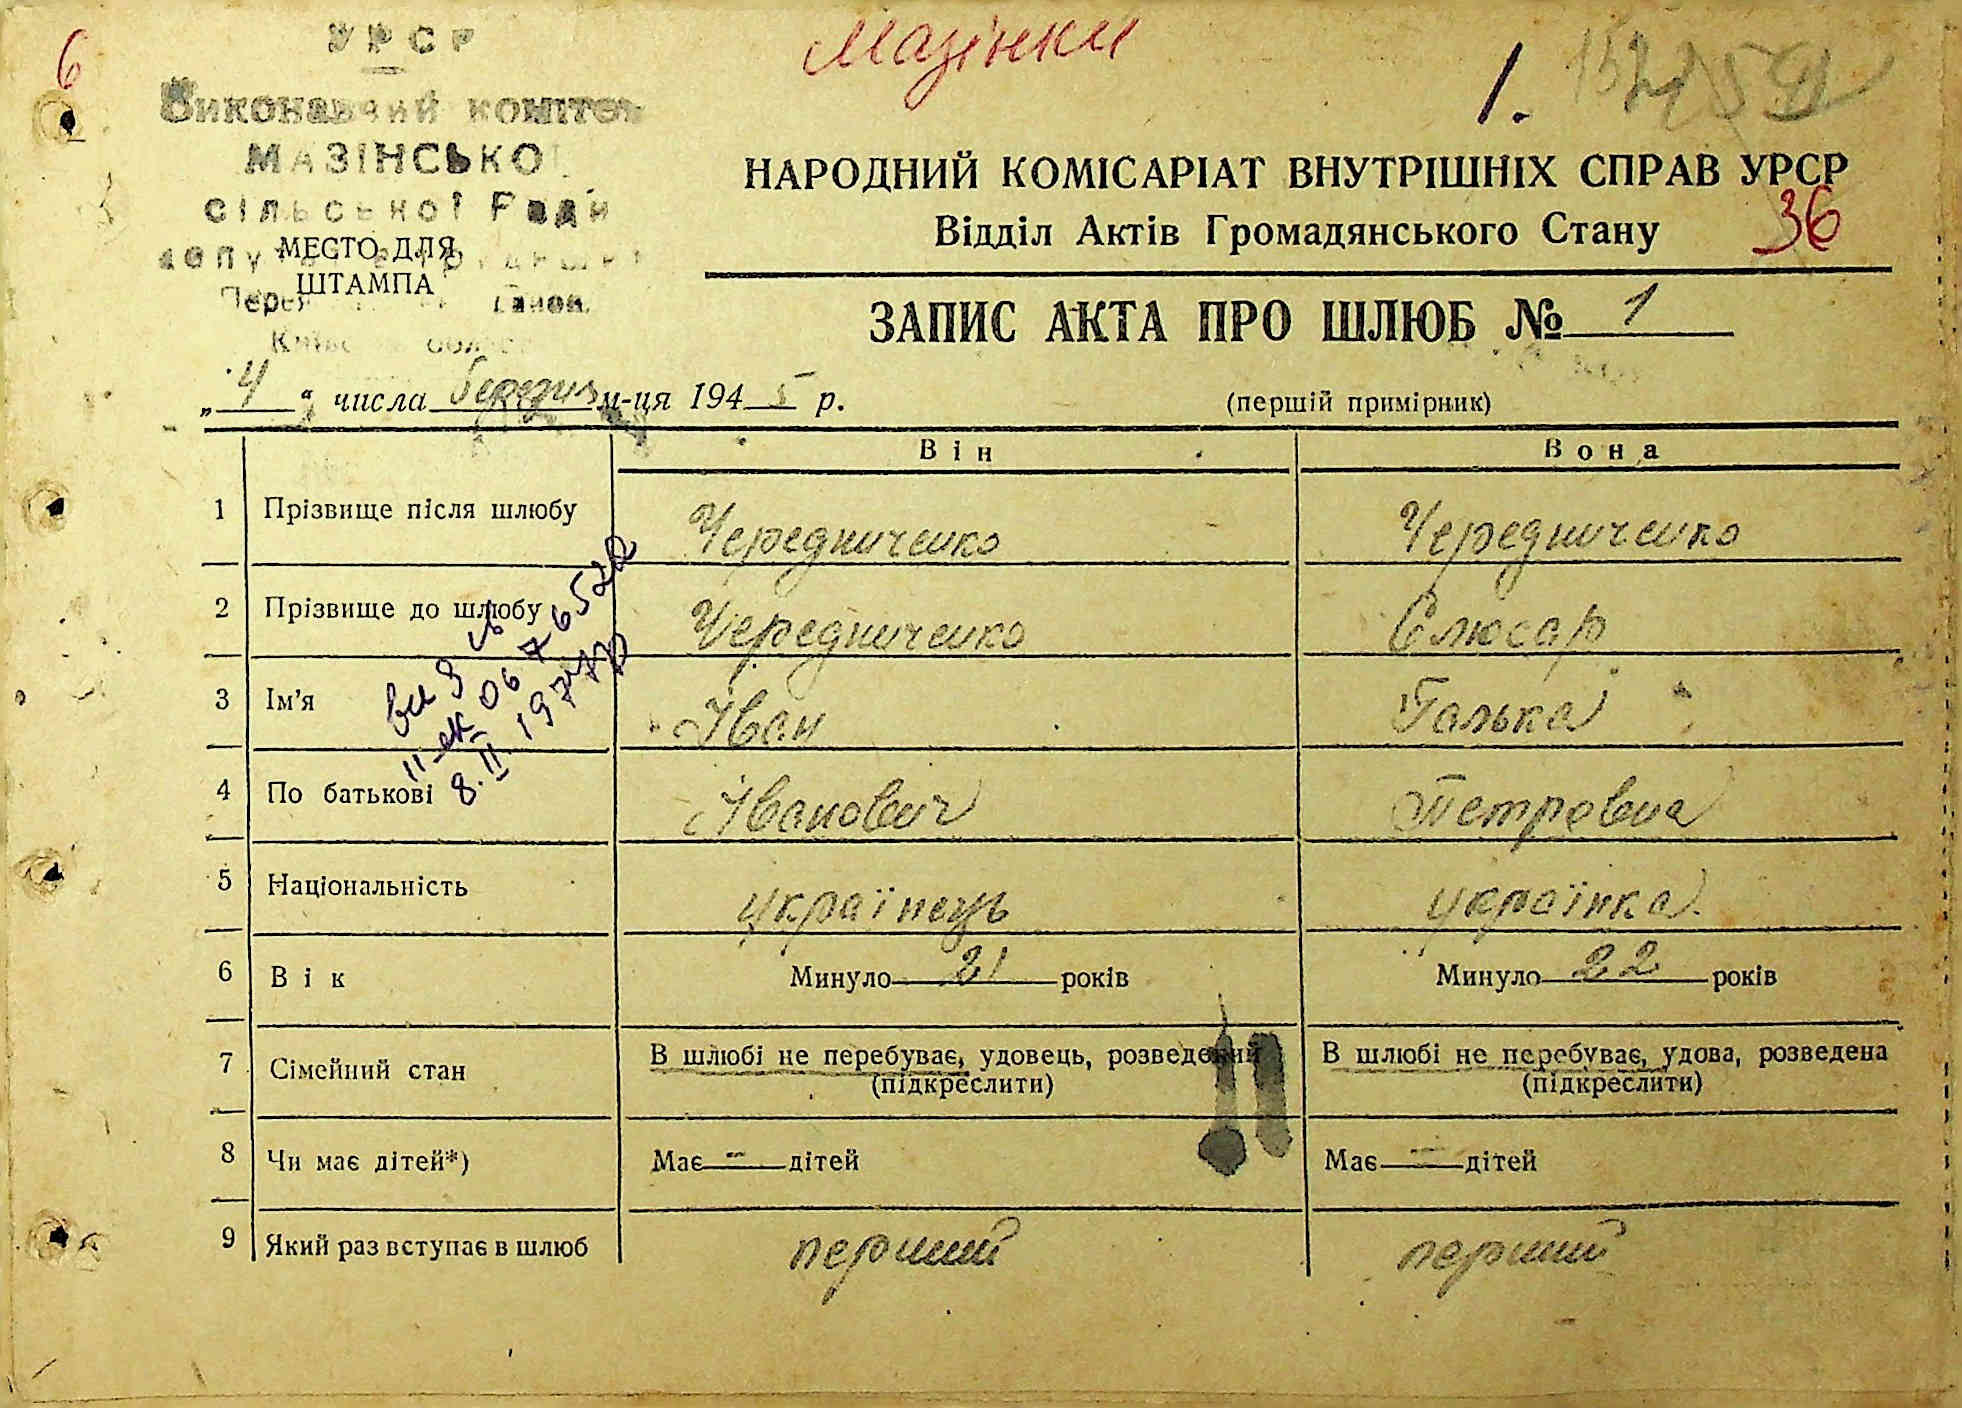 6
Мазінки
1.
УРСР
Виконавчий комітет
МАЗІНСЬКОЇ
сільської Ради
МЕСТО ДЛЯ
ШТАМПА
НАРОДНИЙ КОМІСАРІАТ ВНУТРІШНІХ СПРАВ УРСР
36
Відділ Актів Громадянського Стану
ЗАПИС АКТА ПРО ШЛЮБ № 1
„4“ числа березня м-ця 1945 р.
(першій примірник)
Він Вона
1 Прізвище після шлюбу Чередниченко Чередниченко
2 Прізвище до шлюбу Чередниченко Слюсар
3 Ім'я Іван Галька
4 По батькові Іванович Петровна
5 Національність українець українка.
6 Вік Минуло 21 років Минуло 22 років
7 Сімейний стан В шлюбі не перебуває, удовець, розведений В шлюбі не перебуває, удова, розведена
(підкреслити) (підкреслити)
8 Чи має дітей*) Має — дітей Має — дітей
9 Який раз вступає в шлюб перший перший
8.II 1977р